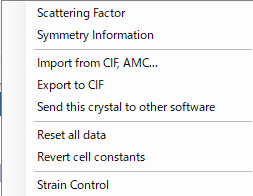 Scattering Factor
Symmetry Information
Import from CIF, AMC...
Export to CIF
Send this crystal to other software
Reset all data
Revert cell constants
Strain Control